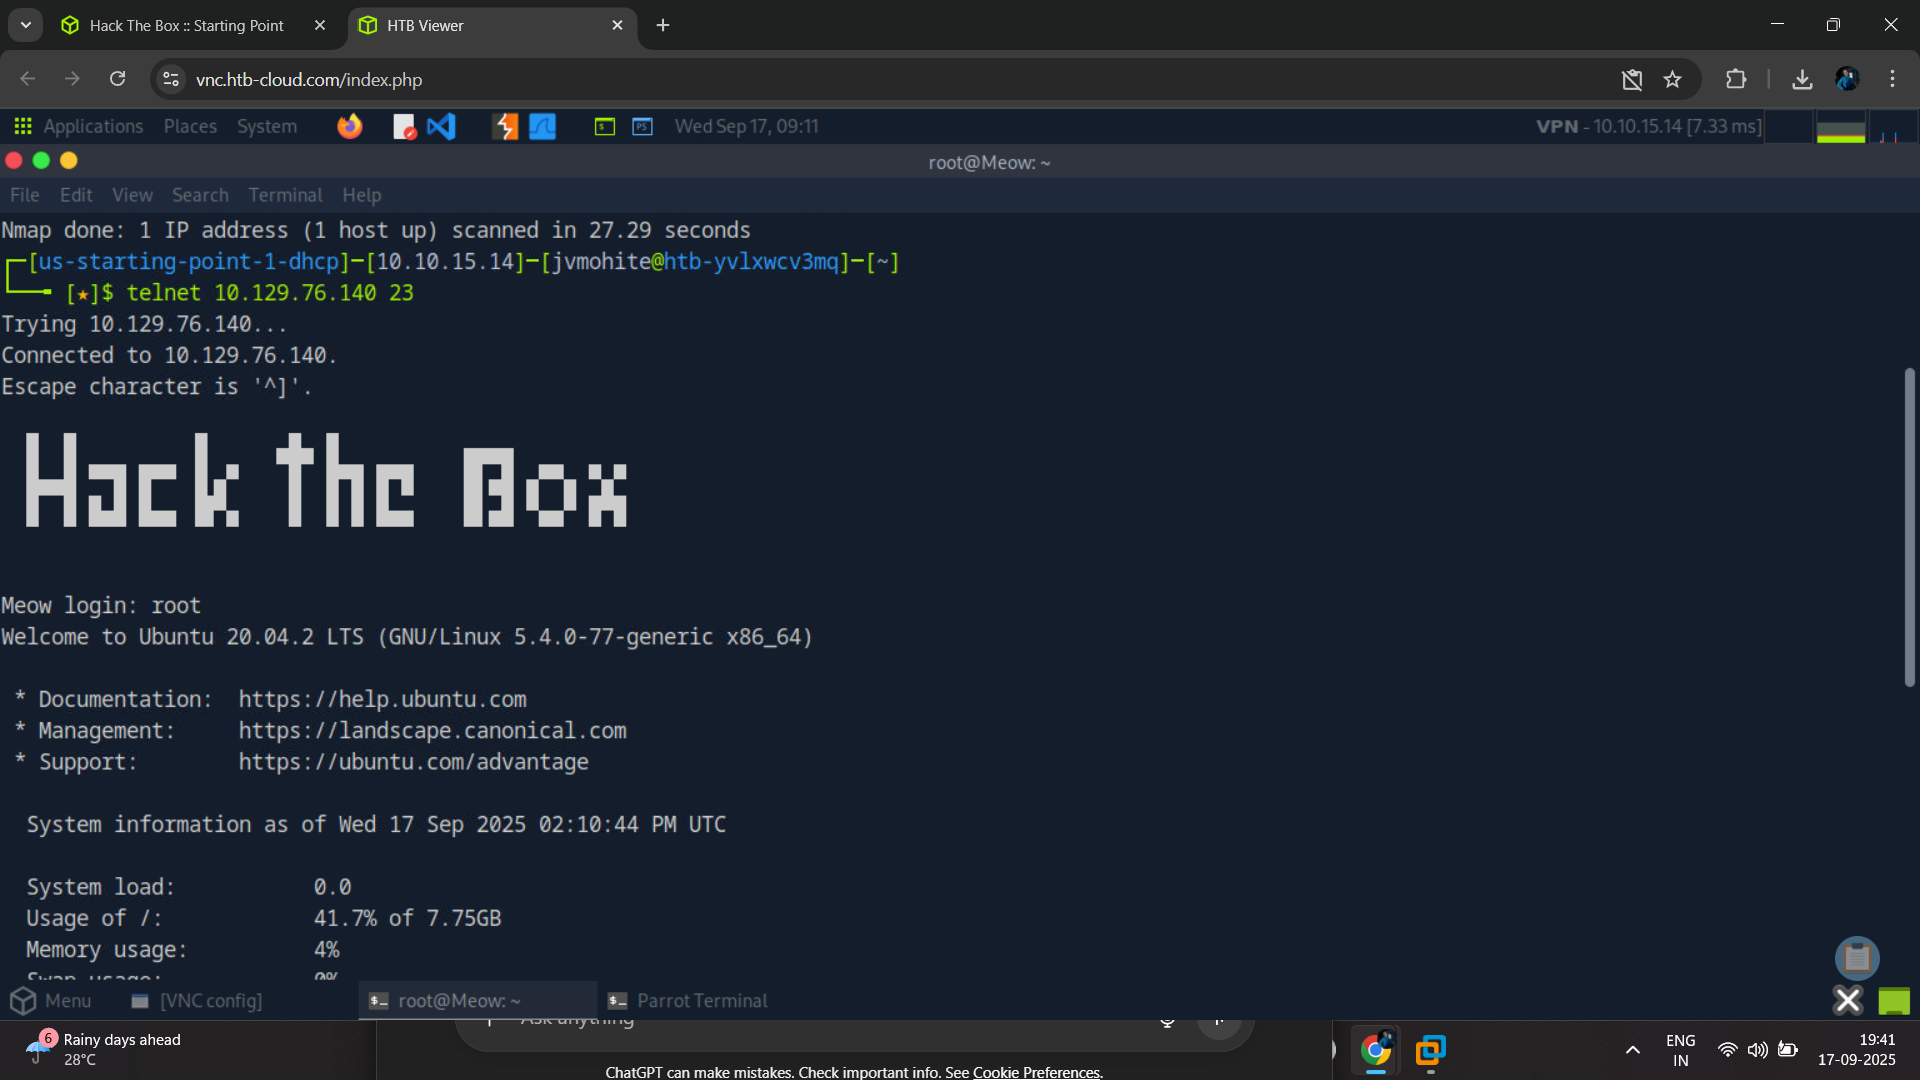 Hack The Box :: Starting Point
HTB Viewer
vnc.htb-cloud.com/index.php
Applications Places System
Wed Sep 17, 09:11
VPN - 10.10.15.14 [7.33 ms]
root@Meow: ~
File Edit View Search Terminal Help
Nmap done: 1 IP address (1 host up) scanned in 27.29 seconds
┌─[us-starting-point-1-dhcp]─[10.10.15.14]─[jvmohite@htb-yvlxwcv3mq]─[~]
└──╼ [★]$ telnet 10.129.76.140 23
Trying 10.129.76.140...
Connected to 10.129.76.140.
Escape character is '^]'.
Hack The Box
Meow login: root
Welcome to Ubuntu 20.04.2 LTS (GNU/Linux 5.4.0-77-generic x86_64)
* Documentation: https://help.ubuntu.com
* Management: https://landscape.canonical.com
* Support: https://ubuntu.com/advantage
System information as of Wed 17 Sep 2025 02:10:44 PM UTC
System load: 0.0
Usage of /: 41.7% of 7.75GB
Memory usage: 4%
Swap usage: 0%
Menu [VNC config] root@Meow: ~ Parrot Terminal
Ask anything
6
Rainy days ahead
28°C
ChatGPT can make mistakes. Check important info. See Cookie Preferences.
ENG
IN
19:41
17-09-2025